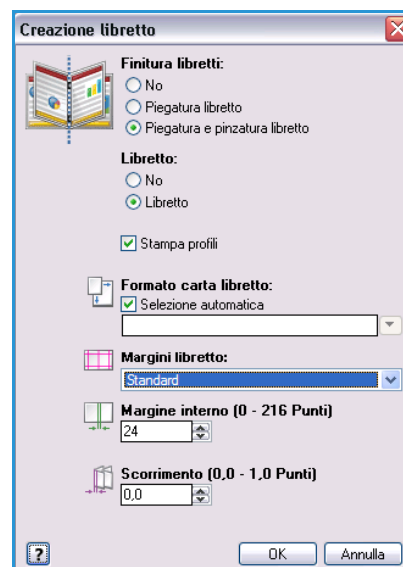 Creazione libretto
Finitura libretti:
No
Piegatura libretto
Piegatura e pinzatura libretto
Libretto:
No
Libretto
Stampa profili
Formato carta libretto:
Selezione automatica
Margini libretto:
Standard
Margine interno (0 - 216 Punti)
24
Scorrimento (0,0 - 1,0 Punti)
0,0
? OK Annulla